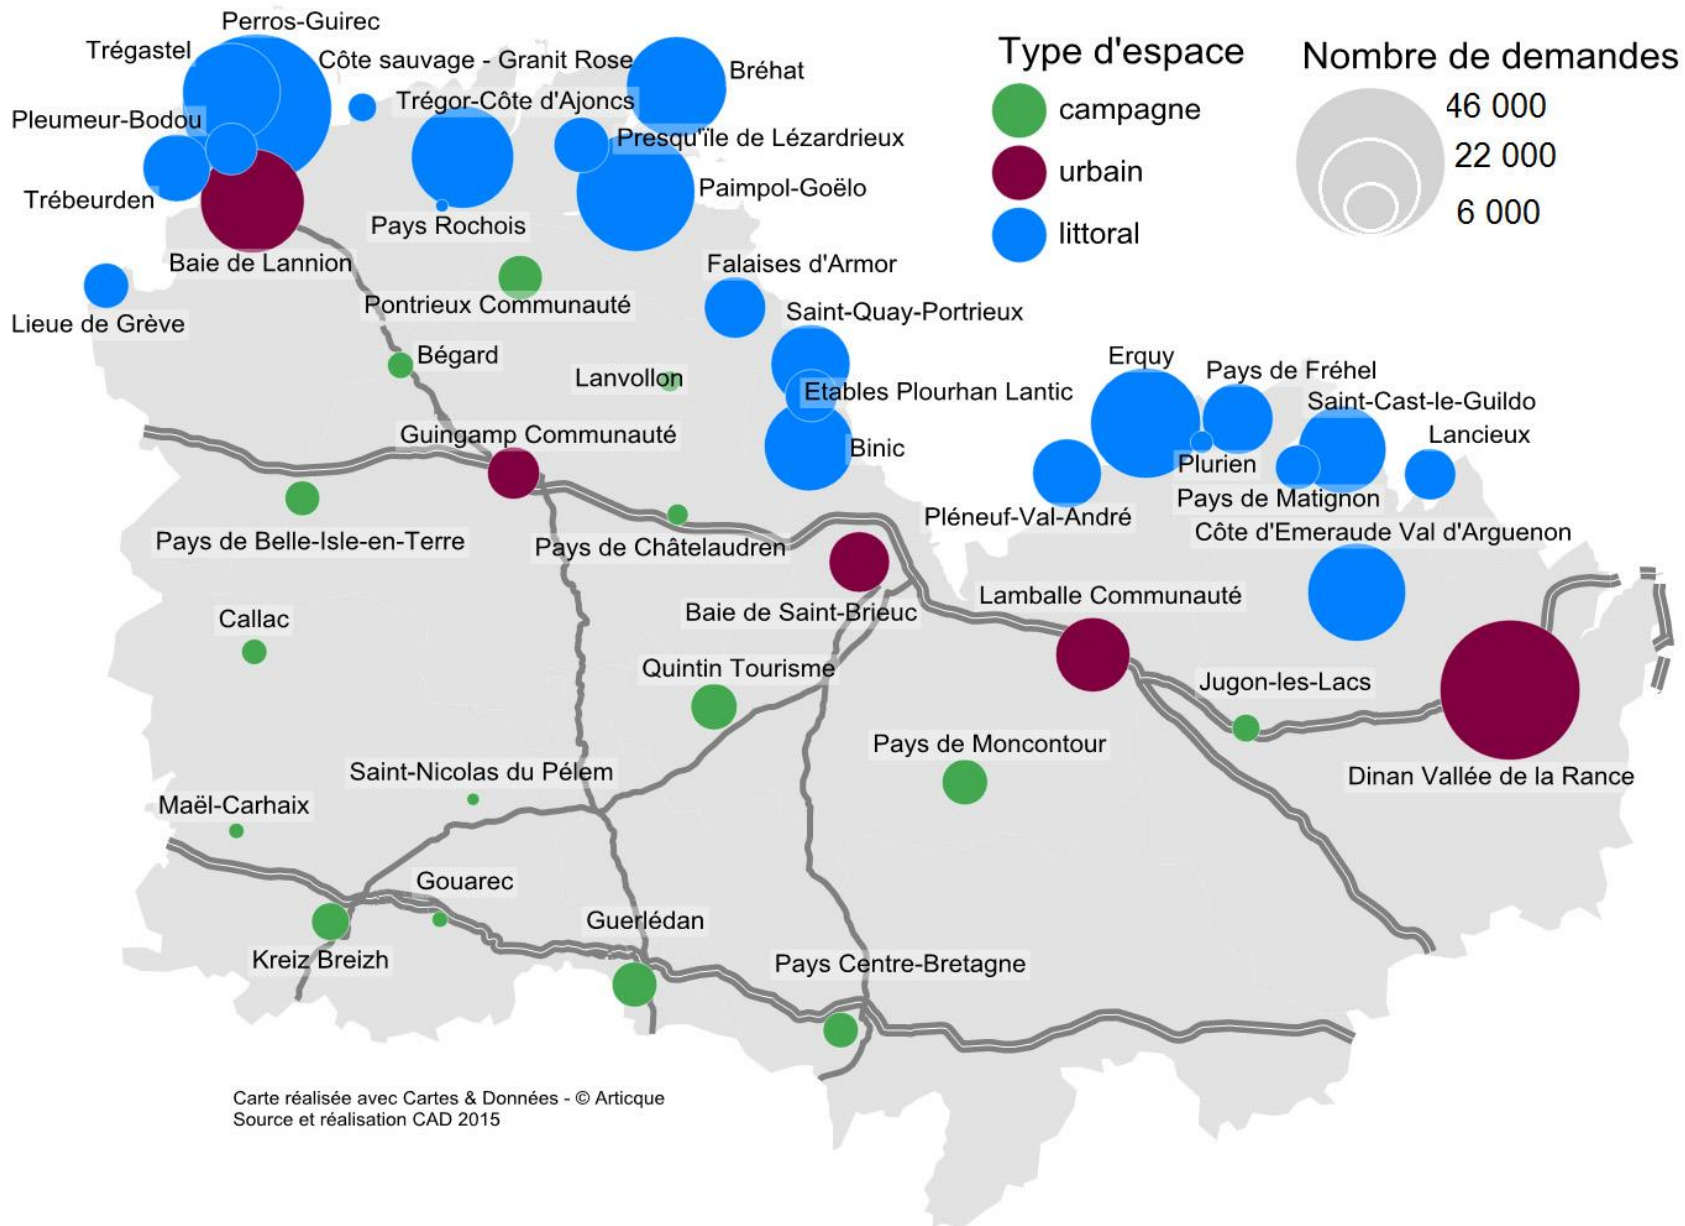 Perros-Guirec
Trégastel
Côte sauvage - Granit Rose
Bréhat
Trégor-Côte d'Ajoncs
Pleumeur-Bodou
Presqu'ïle de Lézardrieux
Paimpol-Goëlo
Trébeurden
Pays Rochois
Baie de Lannion
Falaises d'Armor
Pontrieux Communauté
Saint-Quay-Portrieux
Lieue de Grève
Bégard
Lanvollon
Etables Plourhan Lantic
Guingamp Communauté
Binic
Erquy
Pays de Fréhel
Saint-Cast-le-Guildo
Lancieux
Plurien
Pays de Matignon
Pléneuf-Val-André
Côte d'Emeraude Val d'Arguenon
Pays de Belle-Isle-en-Terre
Pays de Châtelaudren
Baie de Saint-Brieuc
Lamballe Communauté
Callac
Quintin Tourisme
Jugon-les-Lacs
Pays de Moncontour
Dinan Vallée de la Rance
Saint-Nicolas du Pélem
Maël-Carhaix
Gouarec
Guerlédan
Kreiz Breizh
Pays Centre-Bretagne
Type d'espace
campagne
urbain
littoral
Nombre de demandes
46 000
22 000
6 000
Carte réalisée avec Cartes & Données - © Articque
Source et réalisation CAD 2015